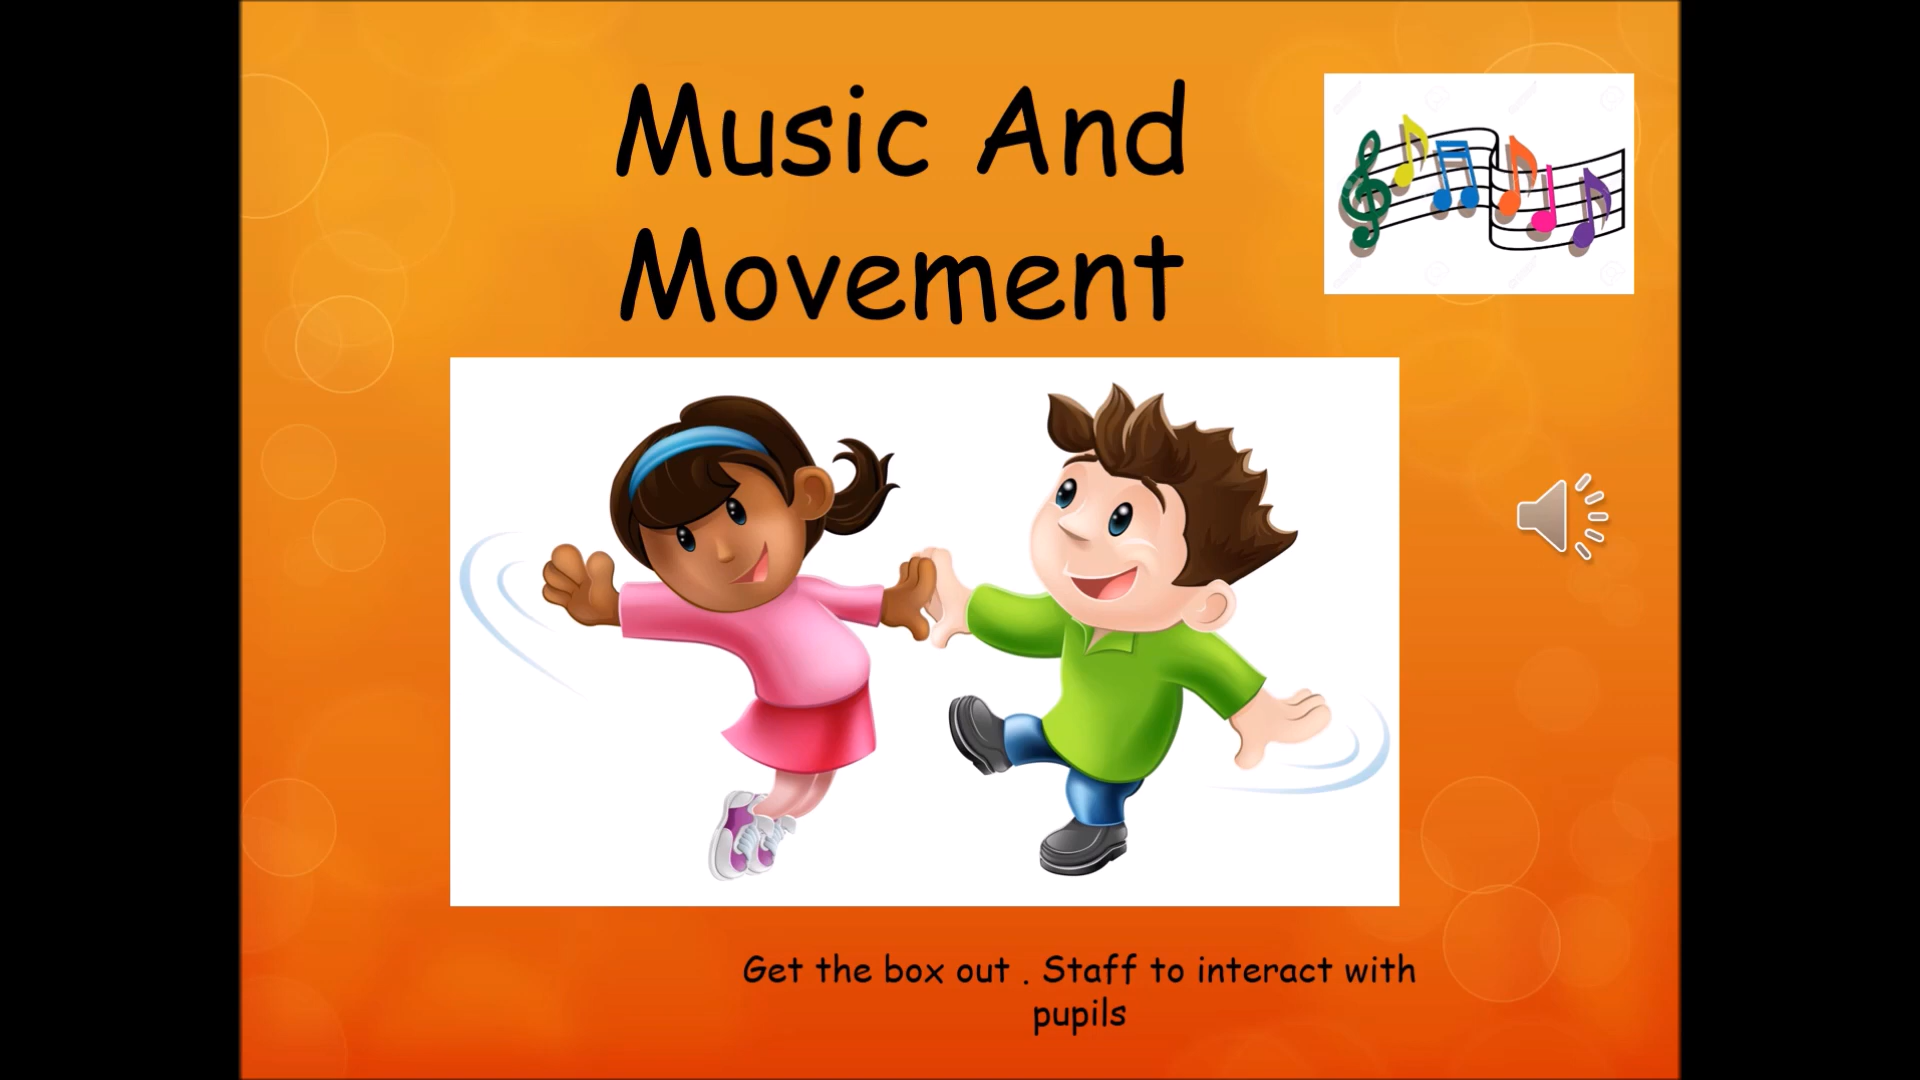 Music And
Movement
Get the box out . Staff to interact with
pupils